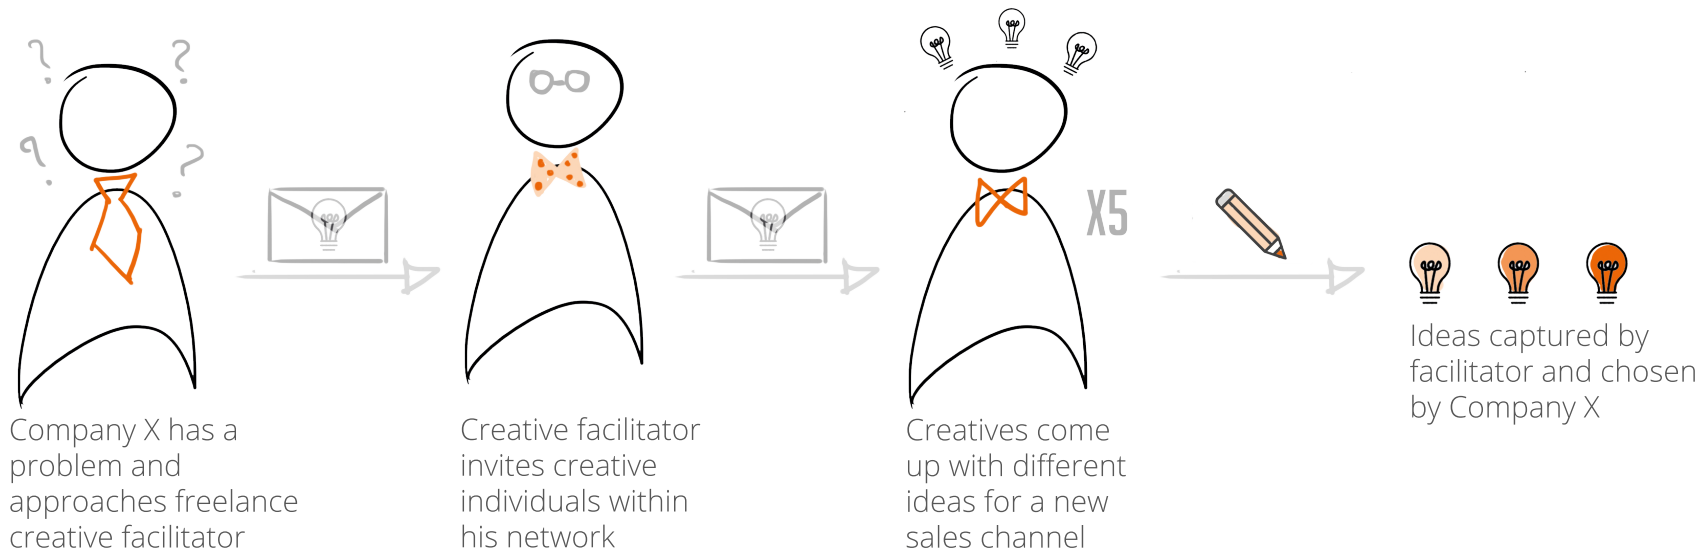 X5
Company X has a
problem and
approaches freelance
creative facilitator
Creative facilitator
invites creative
individuals within
his network
Creatives come
up with different
ideas for a new
sales channel
Ideas captured by
facilitator and chosen
by Company X